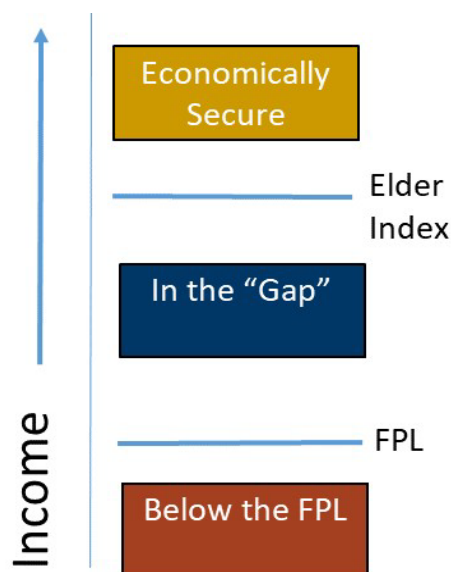 Economically
Secure
Elder
Index
In the “Gap”
FPL
Below the FPL
Income